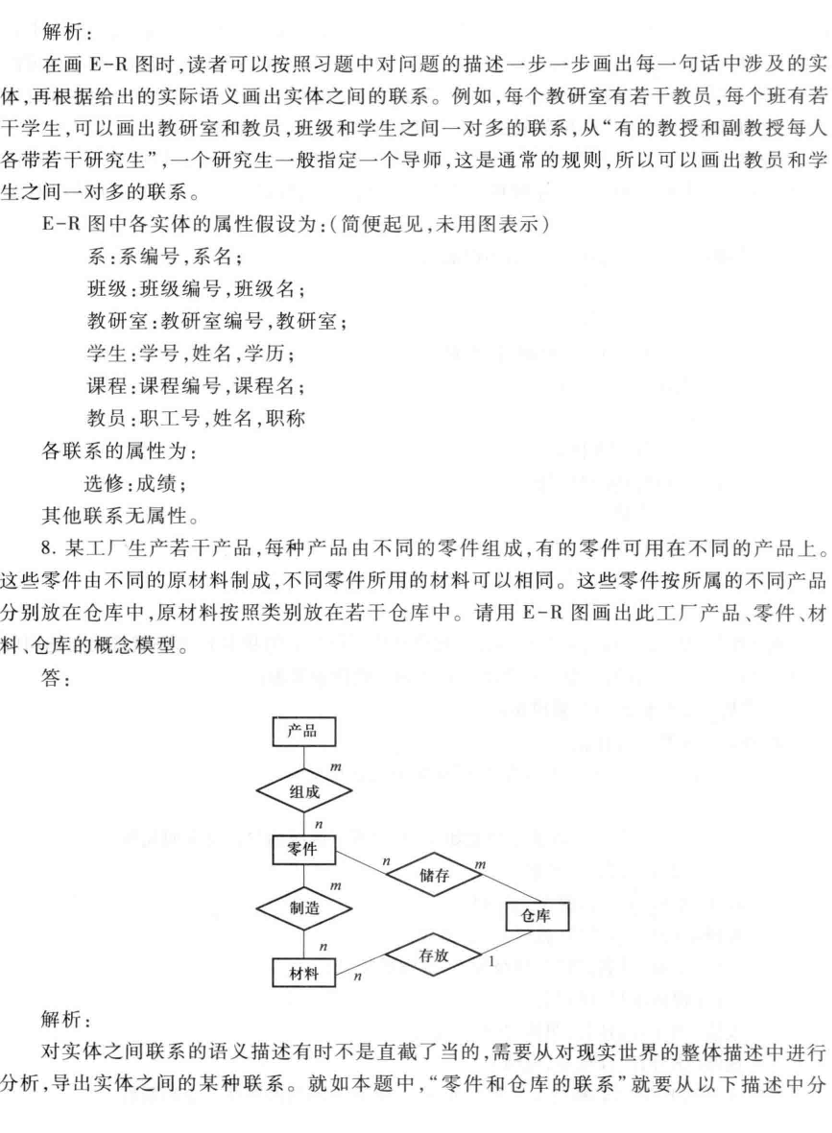 解析：
在画 E-R 图时,读者可以按照习题中对问题的描述一步一步画出每一句话中涉及的实
体,再根据给出的实际语义画出实体之间的联系。例如,每个教研室有若干教员,每个班有若
干学生,可以画出教研室和教员,班级和学生之间一对多的联系,从“有的教授和副教授每人
各带若干研究生”,一个研究生一般指定一个导师,这是通常的规则,所以可以画出教员和学
生之间一对多的联系。
E-R 图中各实体的属性假设为:(简便起见,未用图表示)
系:系编号,系名;
班级:班级编号,班级名;
教研室:教研室编号,教研室;
学生:学号,姓名,学历;
课程:课程编号,课程名;
教员:职工号,姓名,职称
各联系的属性为:
选修:成绩;
其他联系无属性。
8. 某工厂生产若干产品,每种产品由不同的零件组成,有的零件可用在不同的产品上。
这些零件由不同的原材料制成,不同零件所用的材料可以相同。这些零件按所属的不同产品
分别放在仓库中,原材料按照类别放在若干仓库中。请用 E-R 图画出此工厂产品、零件、材
料、仓库的概念模型。
答:
产品
m
组成
n
零件
n
储存
m
m
制造
仓库
n
存放
1
材料
n
解析:
对实体之间联系的语义描述有时不是直截了当的,需要从对现实世界的整体描述中进行
分析,导出实体之间的某种联系。就如本题中,“零件和仓库的联系”就要从以下描述中分